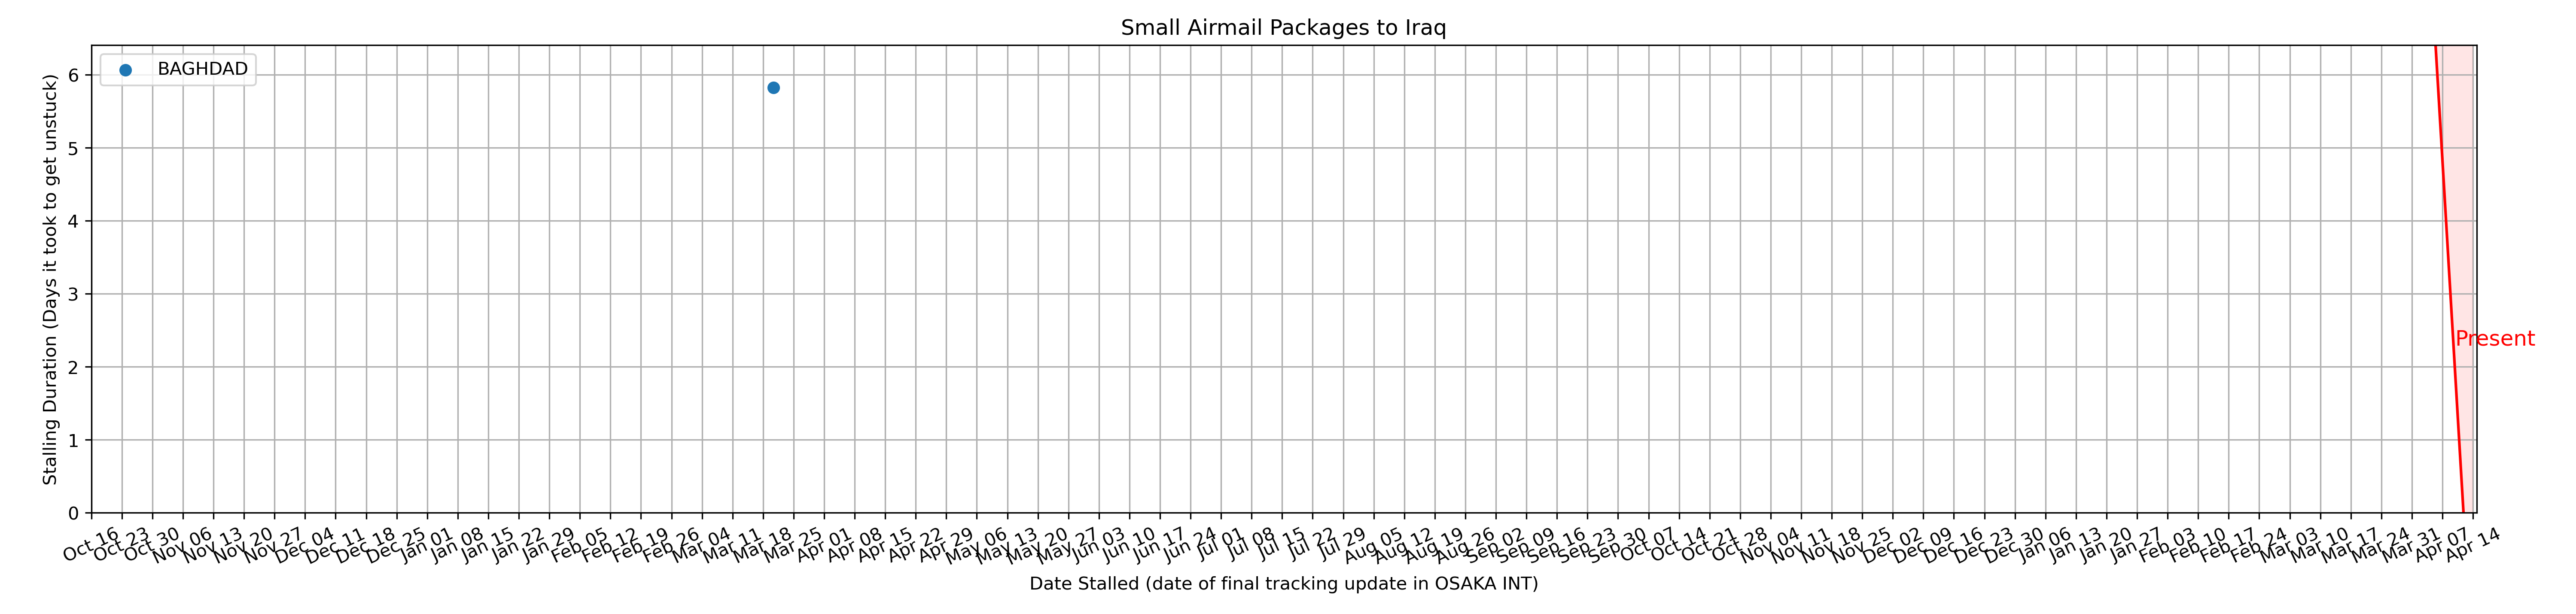 Small Airmail Packages to Iraq
BAGHDAD
Stalling Duration (Days it took to get unstuck)
6
5
4
3
2
1
0
Present
Oct 16
Oct 23
Oct 30
Nov 06
Nov 13
Nov 20
Nov 27
Dec 04
Dec 11
Dec 18
Dec 25
Jan 01
Jan 08
Jan 15
Jan 22
Jan 29
Feb 05
Feb 12
Feb 19
Feb 26
Mar 04
Mar 11
Mar 18
Mar 25
Apr 01
Apr 08
Apr 15
Apr 22
Apr 29
May 06
May 13
May 20
May 27
Jun 03
Jun 10
Jun 17
Jun 24
Jul 01
Jul 08
Jul 15
Jul 22
Jul 29
Aug 05
Aug 12
Aug 19
Aug 26
Sep 02
Sep 09
Sep 16
Sep 23
Sep 30
Oct 07
Oct 14
Oct 21
Oct 28
Nov 04
Nov 11
Nov 18
Nov 25
Dec 02
Dec 09
Dec 16
Dec 23
Dec 30
Jan 06
Jan 13
Jan 20
Jan 27
Feb 03
Feb 10
Feb 17
Feb 24
Mar 03
Mar 10
Mar 17
Mar 24
Mar 31
Apr 07
Apr 14
Date Stalled (date of final tracking update in OSAKA INT)